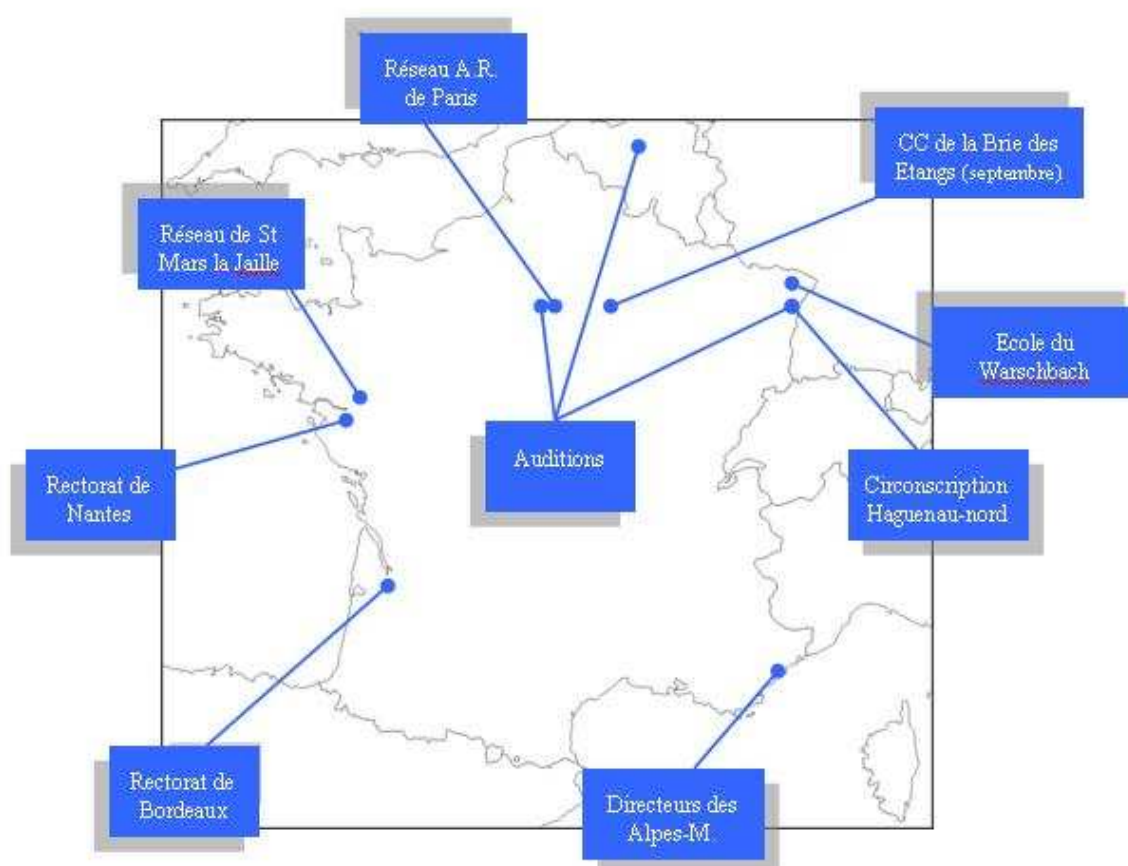 Réseau A.R.
de Paris
CC de la Brie des
Etangs (septembre)
Réseau de St
Mars la Jaille
Ecole du
Warschbach
Auditions
Rectorat de
Nantes
Circonscription
Haguenau-nord
Rectorat de
Bordeaux
Directeurs des
Alpes-M.